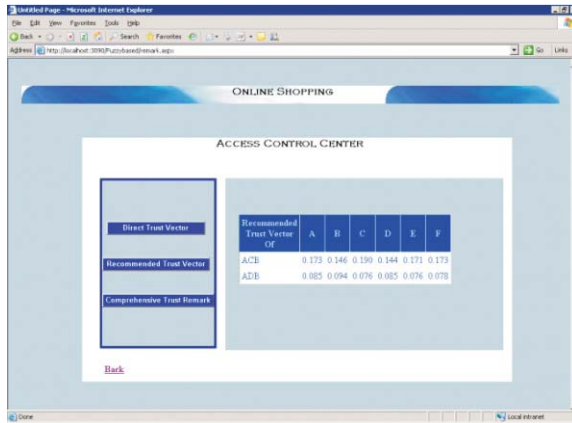 Untitled Page - Microsoft Internet Explorer
File Edit View Favorites Tools Help
Back Search Favorites
Address http://localhost:3090/Fuzzybased/remark.aspx Go Links
ONLINE SHOPPING
ACCESS CONTROL CENTER
Direct Trust Vector
Recommended Trust Vector
Comprehensive Trust Remark
Recommended
Trust Vector
Of
A B C D E F
ACB 0.173 0.146 0.190 0.144 0.171 0.173
ADB 0.085 0.094 0.076 0.085 0.076 0.078
Back
Done Local intranet